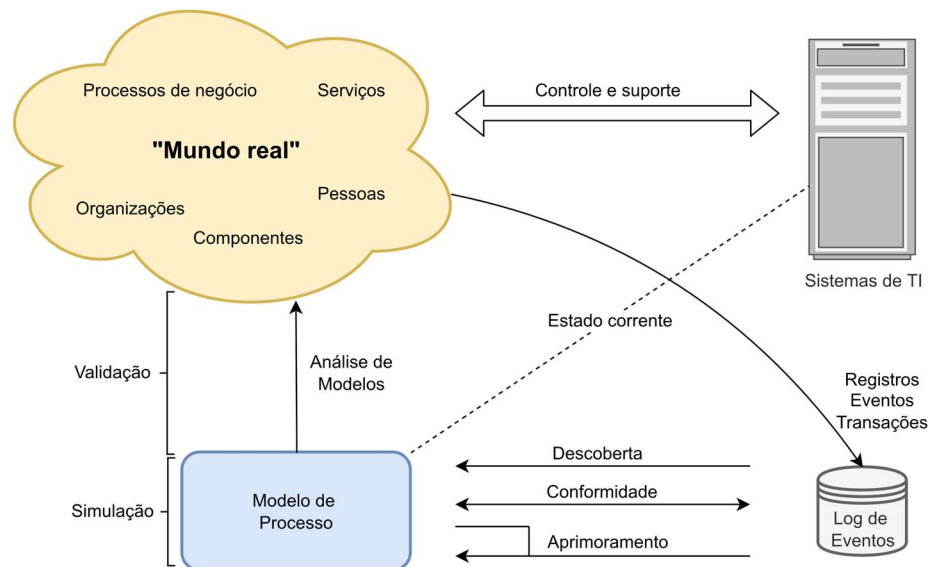 Processos de negócio
Serviços
Controle e suporte
"Mundo real"
Pessoas
Organizações
Componentes
Sistemas de TI
Estado corrente
Validação
Análise de
Modelos
Registros
Eventos
Transações
Descoberta
Simulação
Modelo de
Processo
Conformidade
Aprimoramento
Log de
Eventos